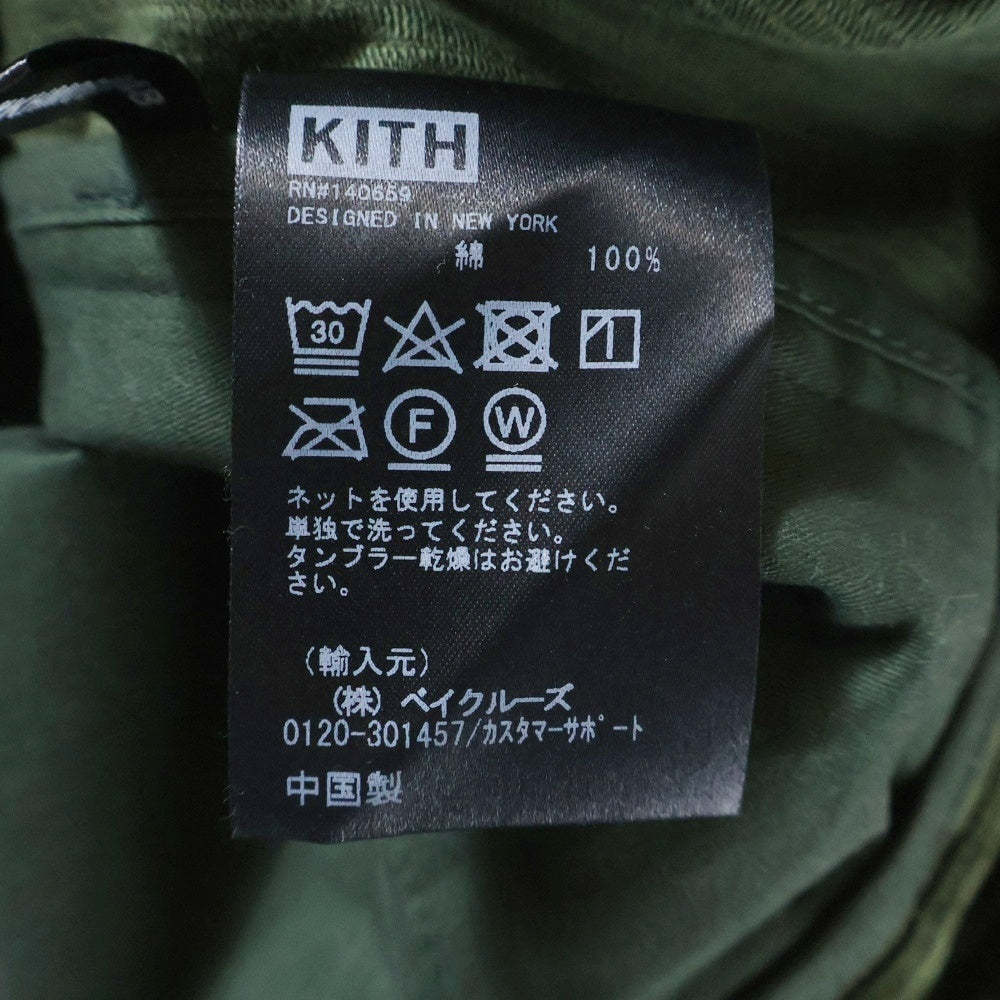 KITH
RN#140659
DESIGNED IN NEW YORK
綿 100%
30
F W
ネットを使用してください。
単独で洗ってください。
タンブラー乾燥はお避けくだ
さい。
(輸入元)
(株) ベイクルーズ
0120-301457/カスタマーサポート
中国製